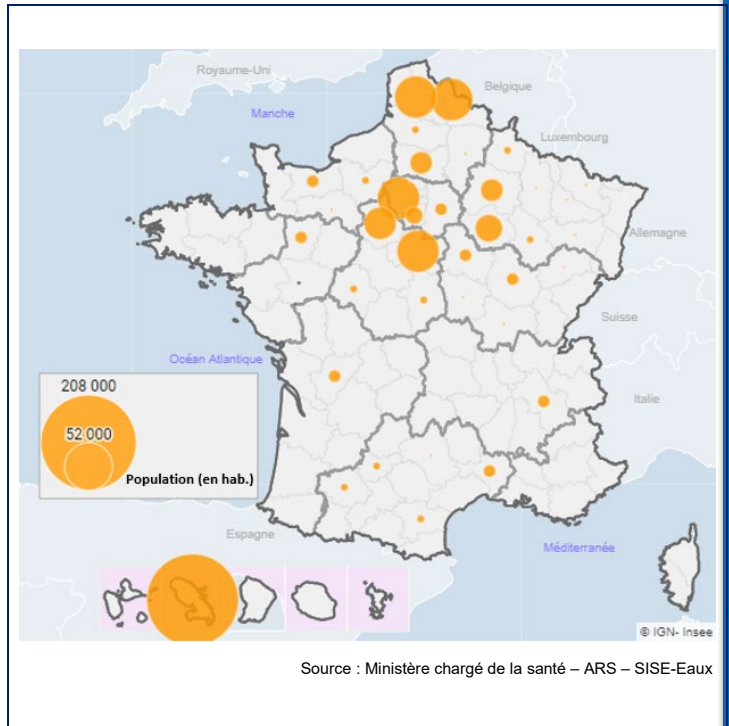 Royaume-Uni
Belgique
Manche
Luxembourg
Allemagne
Suisse
Océan Atlantique
208 000
Italie
52 000
Population (en hab.)
Espagne
Méditerranée
© IGN- Insee
Source : Ministère chargé de la santé – ARS – SISE-Eaux